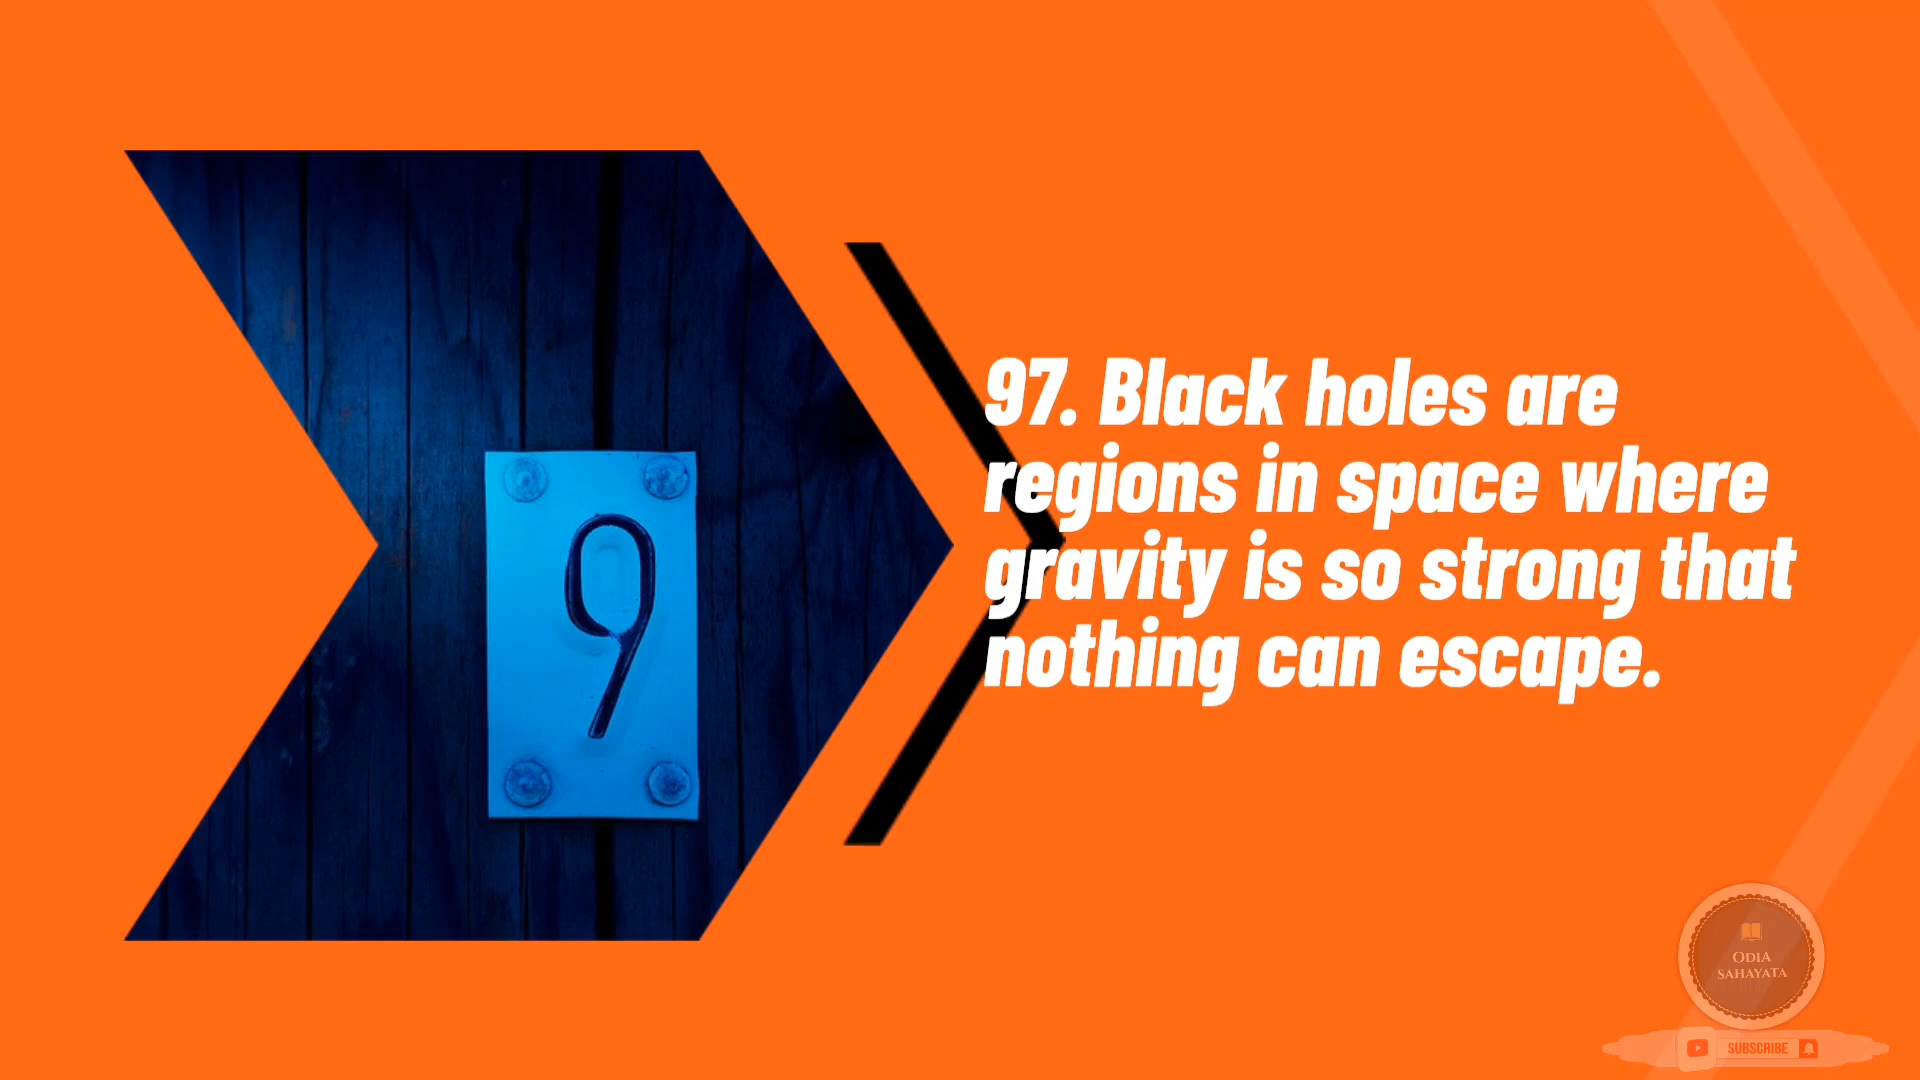 9
97. Black holes are
regions in space where
gravity is so strong that
nothing can escape.
ODIA
SAHAYATA
SUBSCRIBE